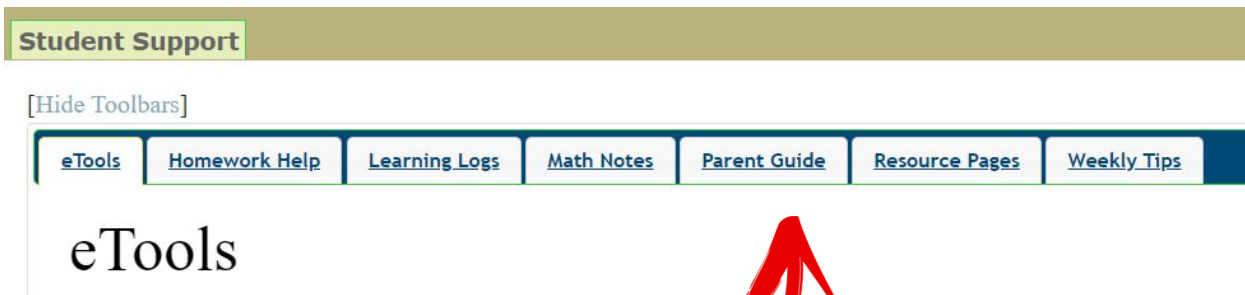 Student Support
[Hide Toolbars]
eTools Homework Help Learning Logs Math Notes Parent Guide Resource Pages Weekly Tips
eTools